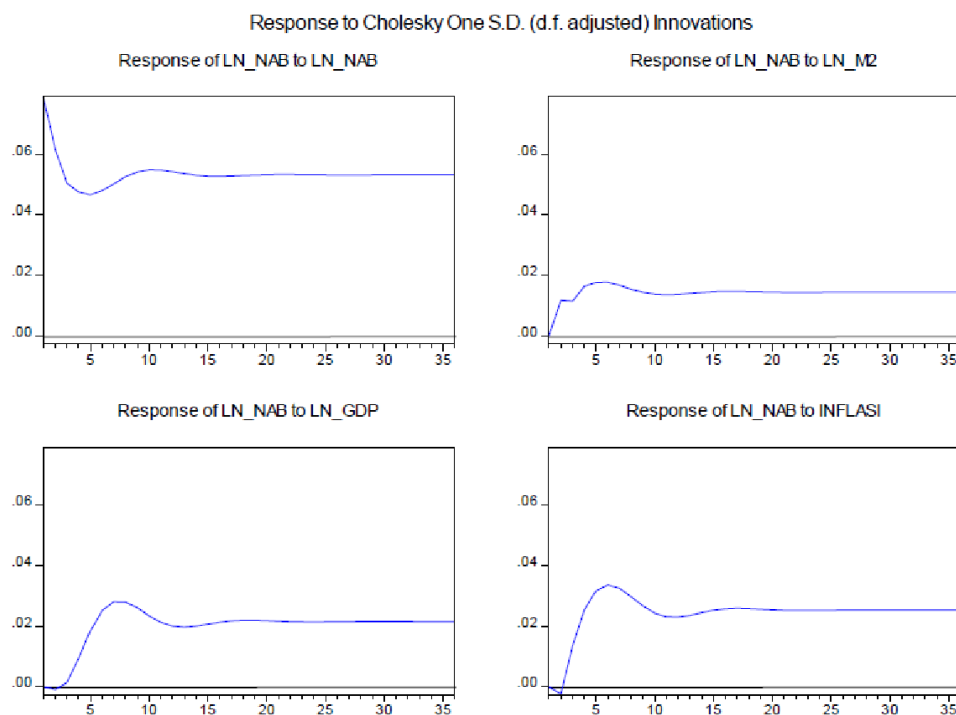 Response to Cholesky One S.D. (d.f. adjusted) Innovations
Response of LN_NAB to LN_NAB
Response of LN_NAB to LN_M2
.06
.04
.02
.00
5 10 15 20 25 30 35
.06
.04
.02
.00
5 10 15 20 25 30 35
Response of LN_NAB to LN_GDP
Response of LN_NAB to INFLASI
.06
.04
.02
.00
5 10 15 20 25 30 35
.06
.04
.02
.00
5 10 15 20 25 30 35